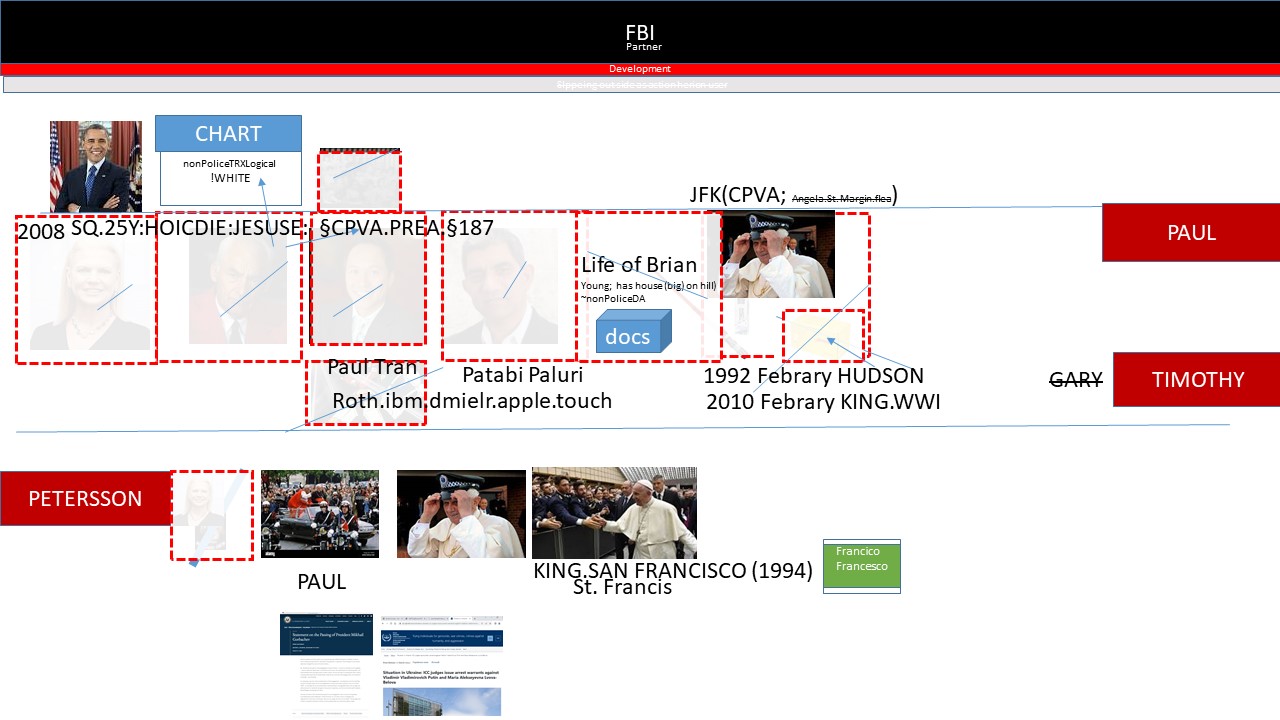 FBI
Partner
Development
CHART
nonPoliceTRXLogical
!WHITE
JFK(CPVA; Angela.St. Margin.flea)
2008 SQ.25Y:HOICDIE:JESUSE:: §CPVA.PREA.§187
PAUL
Life of Brian
Young; has house (big) on hill)
~nonPoliceDA
docs
Paul Tran
Patabi Paluri
1992 Febrary HUDSON
GARY
TIMOTHY
Roth.ibm.dmielr.apple.touch
2010 Febrary KING.WWI
PETERSSON
PAUL
KING.SAN FRANCISCO (1994)
St. Francis
Francico
Francesco
Statement on the Passing of President Mikhail
Gorbachev
Situation in Ukraine: ICC judges issue arrest warrants against
Vladimir Vladimirovich Putin and Maria Alekseyevna Lvova-
Belova